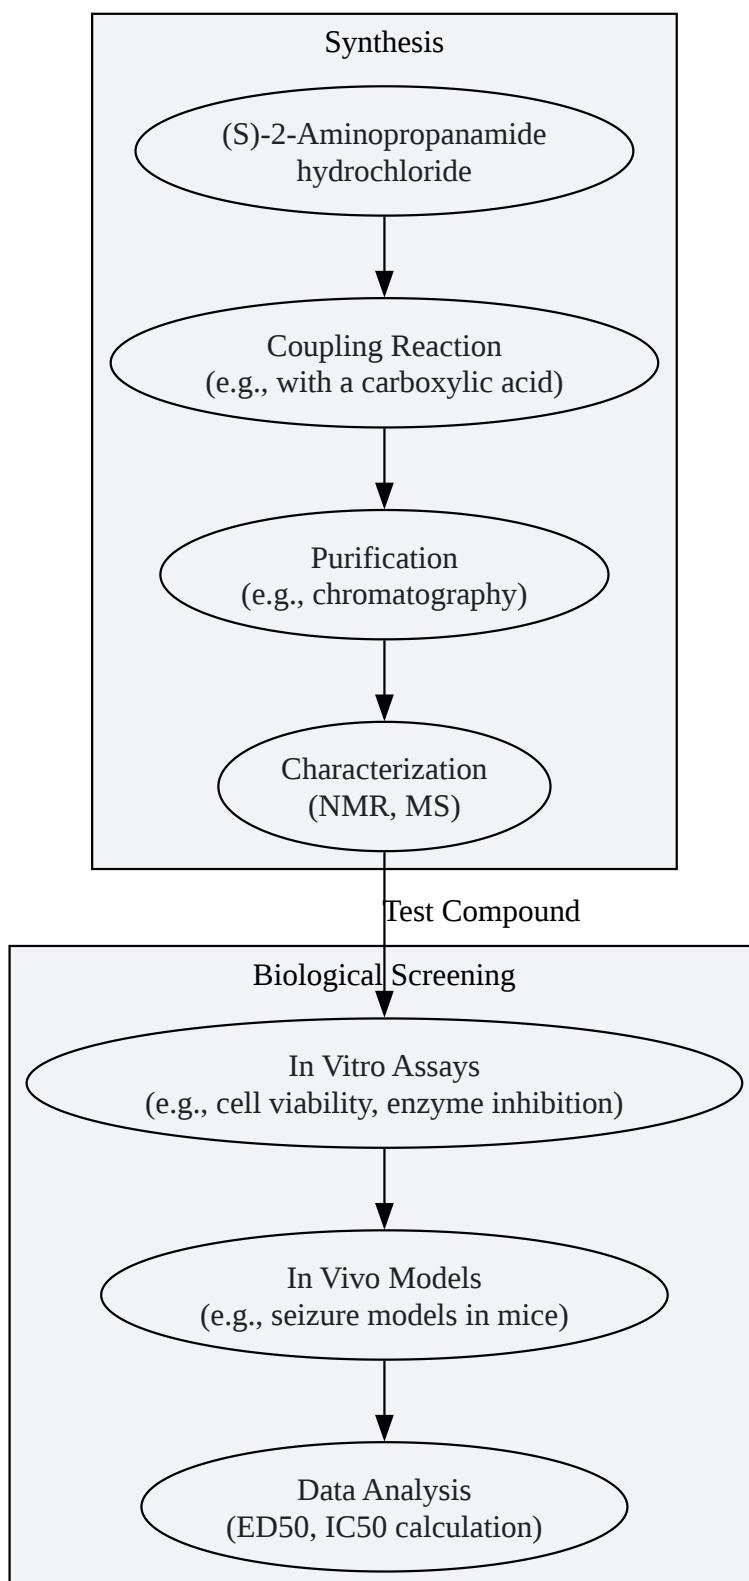 Synthesis
(S)-2-Aminopropanamide
hydrochloride
Coupling Reaction
(e.g., with a carboxylic acid)
Purification
(e.g., chromatography)
Characterization
(NMR, MS)
Test Compound
Biological Screening
In Vitro Assays
(e.g., cell viability, enzyme inhibition)
In Vivo Models
(e.g., seizure models in mice)
Data Analysis
(ED50, IC50 calculation)